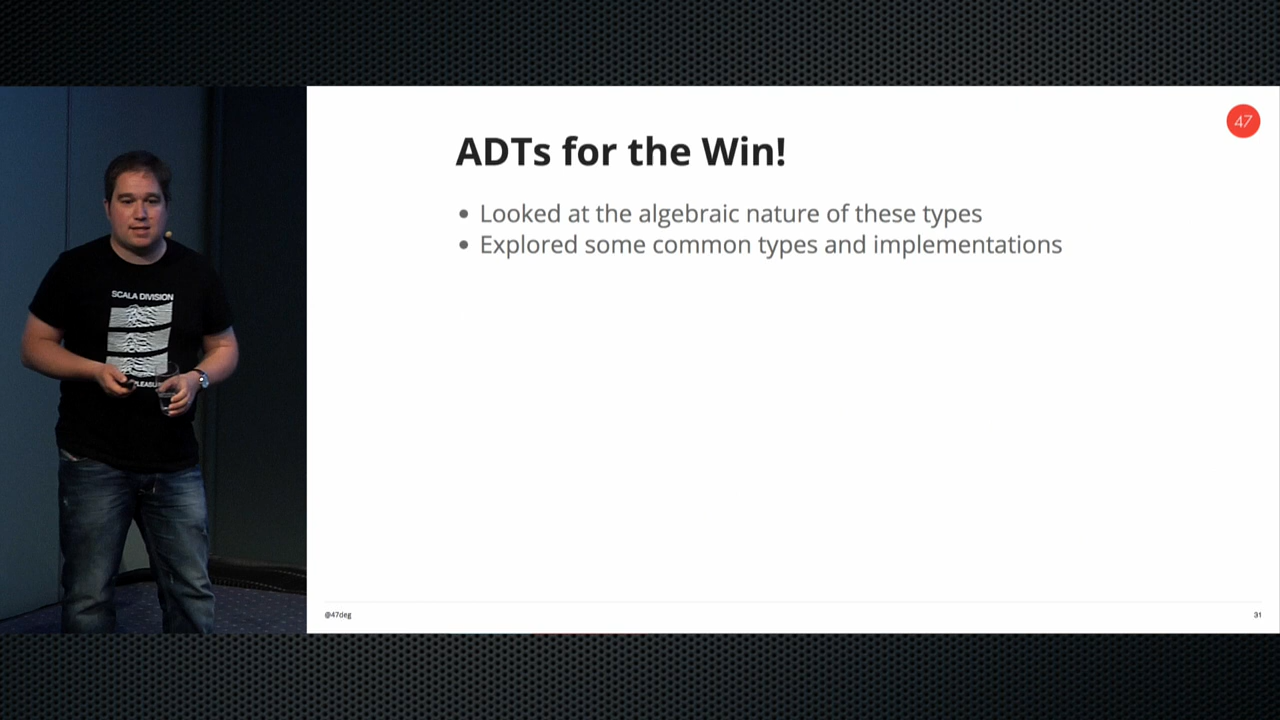 47
ADTs for the Win!
Looked at the algebraic nature of these types
Explored some common types and implementations
SCALA DIVISION
@47deg
31